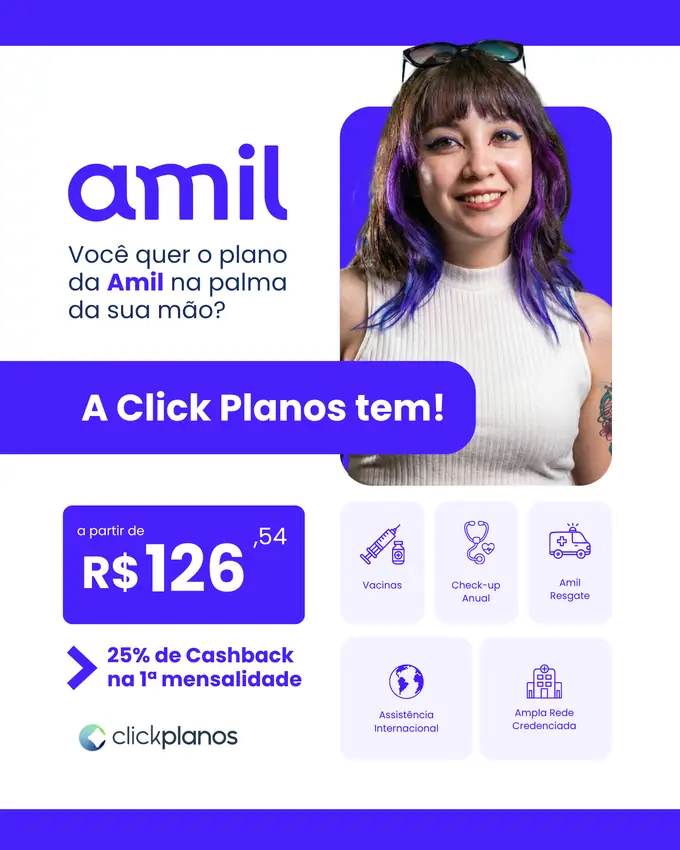 amil
Você quer o plano
da Amil na palma
da sua mão?
A Click Planos tem!
a partir de
R$ 126,54
25% de Cashback
na 1ª mensalidade
clickplanos
Vacinas
Check-up
Anual
Amil
Resgate
Assistência
Internacional
Ampla Rede
Credenciada